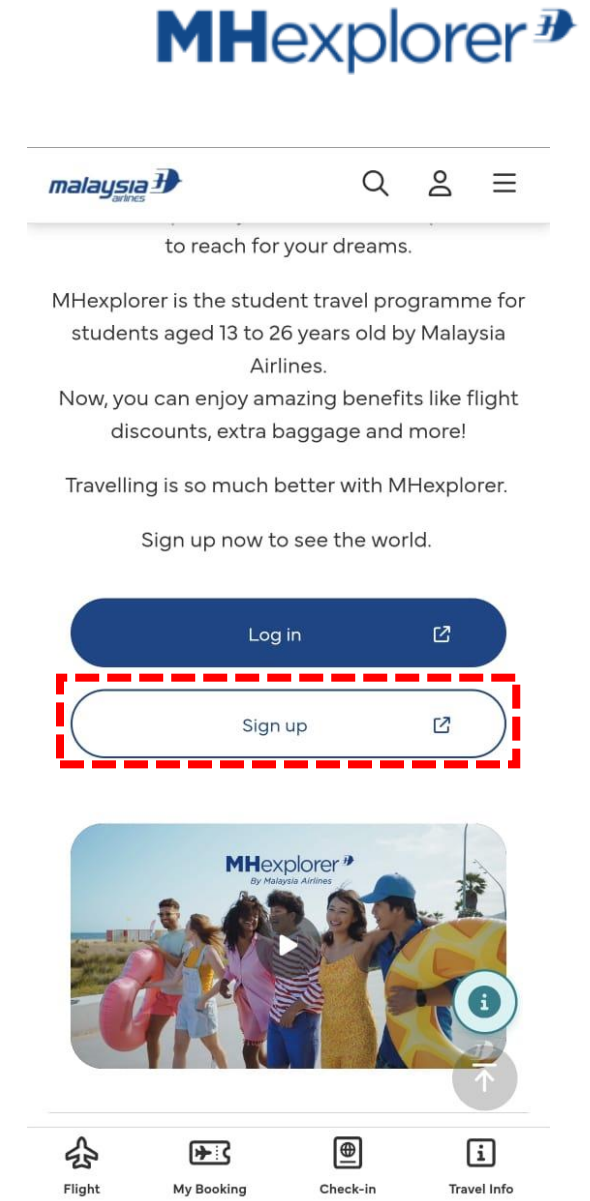 MHexplorer
malaysia
airlines
to reach for your dreams.
MHexplorer is the student travel programme for
students aged 13 to 26 years old by Malaysia
Airlines.
Now, you can enjoy amazing benefits like flight
discounts, extra baggage and more!
Travelling is so much better with MHexplorer.
Sign up now to see the world.
Log in
Sign up
MHexplorer
By Malaysia Airlines
i
Flight
My Booking
Check-in
Travel Info